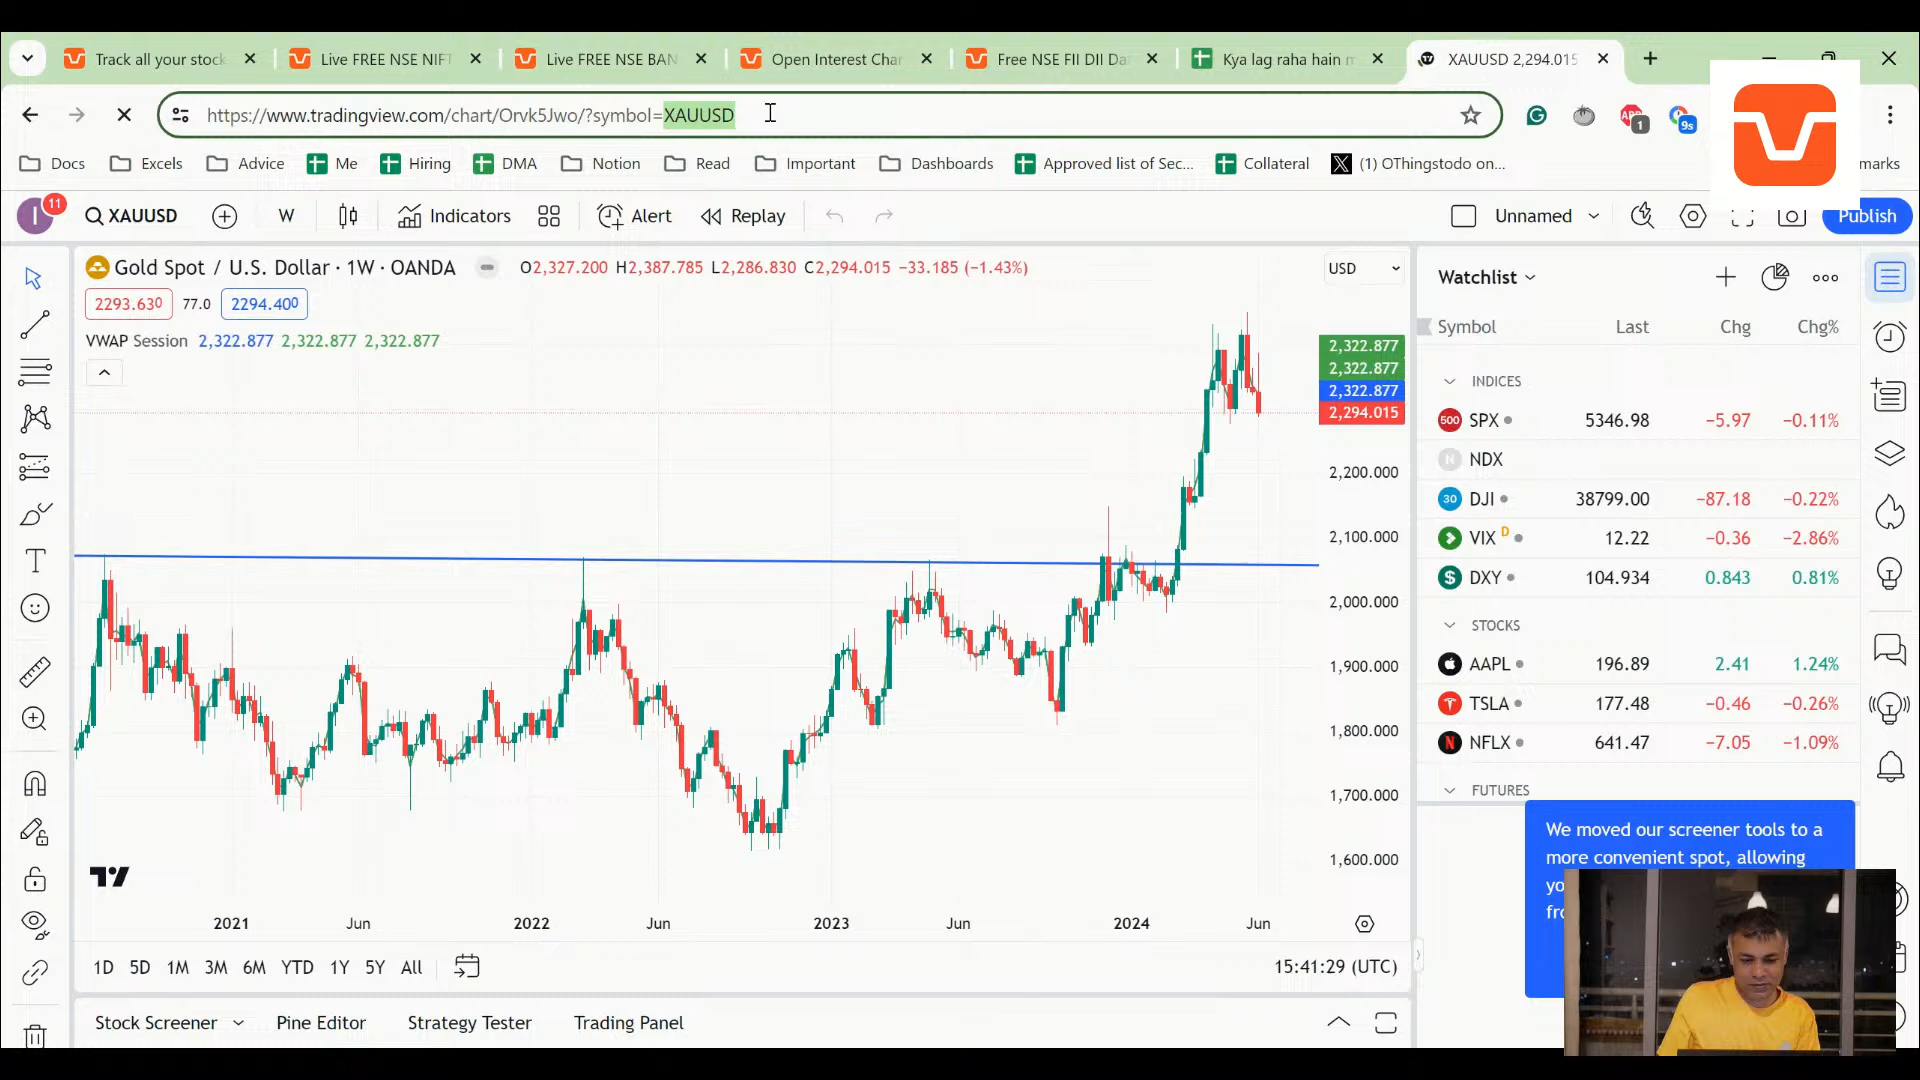 Track all your stock
Live FREE NSE NIFT
Live FREE NSE BAN
Open Interest Char
Free NSE FII DII Da
Kya lag raha hain m
XAUUSD 2,294.015
https://www.tradingview.com/chart/Orvk5Jwo/?symbol=XAUUSD
1
9s
Docs
Excels
Advice
Me
Hiring
DMA
Notion
Read
Important
Dashboards
Approved list of Sec...
Collateral
(1) OThingstodo on...
marks
I
11
XAUUSD
W
Indicators
Alert
Replay
Unnamed
Publish
Gold Spot / U.S. Dollar · 1W · OANDA
O2,327.200 H2,387.785 L2,286.830 C2,294.015 −33.185 (−1.43%)
USD
2293.630
77.0
2294.400
VWAP Session 2,322.877 2,322.877 2,322.877
2,322.877
2,322.877
2,322.877
2,294.015
2,200.000
2,100.000
2,000.000
1,900.000
1,800.000
1,700.000
1,600.000
2021
Jun
2022
Jun
2023
Jun
2024
Jun
1D 5D 1M 3M 6M YTD 1Y 5Y All
15:41:29 (UTC)
Stock Screener
Pine Editor
Strategy Tester
Trading Panel
Watchlist
Symbol Last Chg Chg%
INDICES
500 SPX 5346.98 −5.97 −0.11%
N NDX
30 DJI 38799.00 −87.18 −0.22%
VIX D 12.22 −0.36 −2.86%
$ DXY 104.934 0.843 0.81%
STOCKS
AAPL 196.89 2.41 1.24%
TSLA 177.48 −0.46 −0.26%
N NFLX 641.47 −7.05 −1.09%
FUTURES
We moved our screener tools to a
more convenient spot, allowing